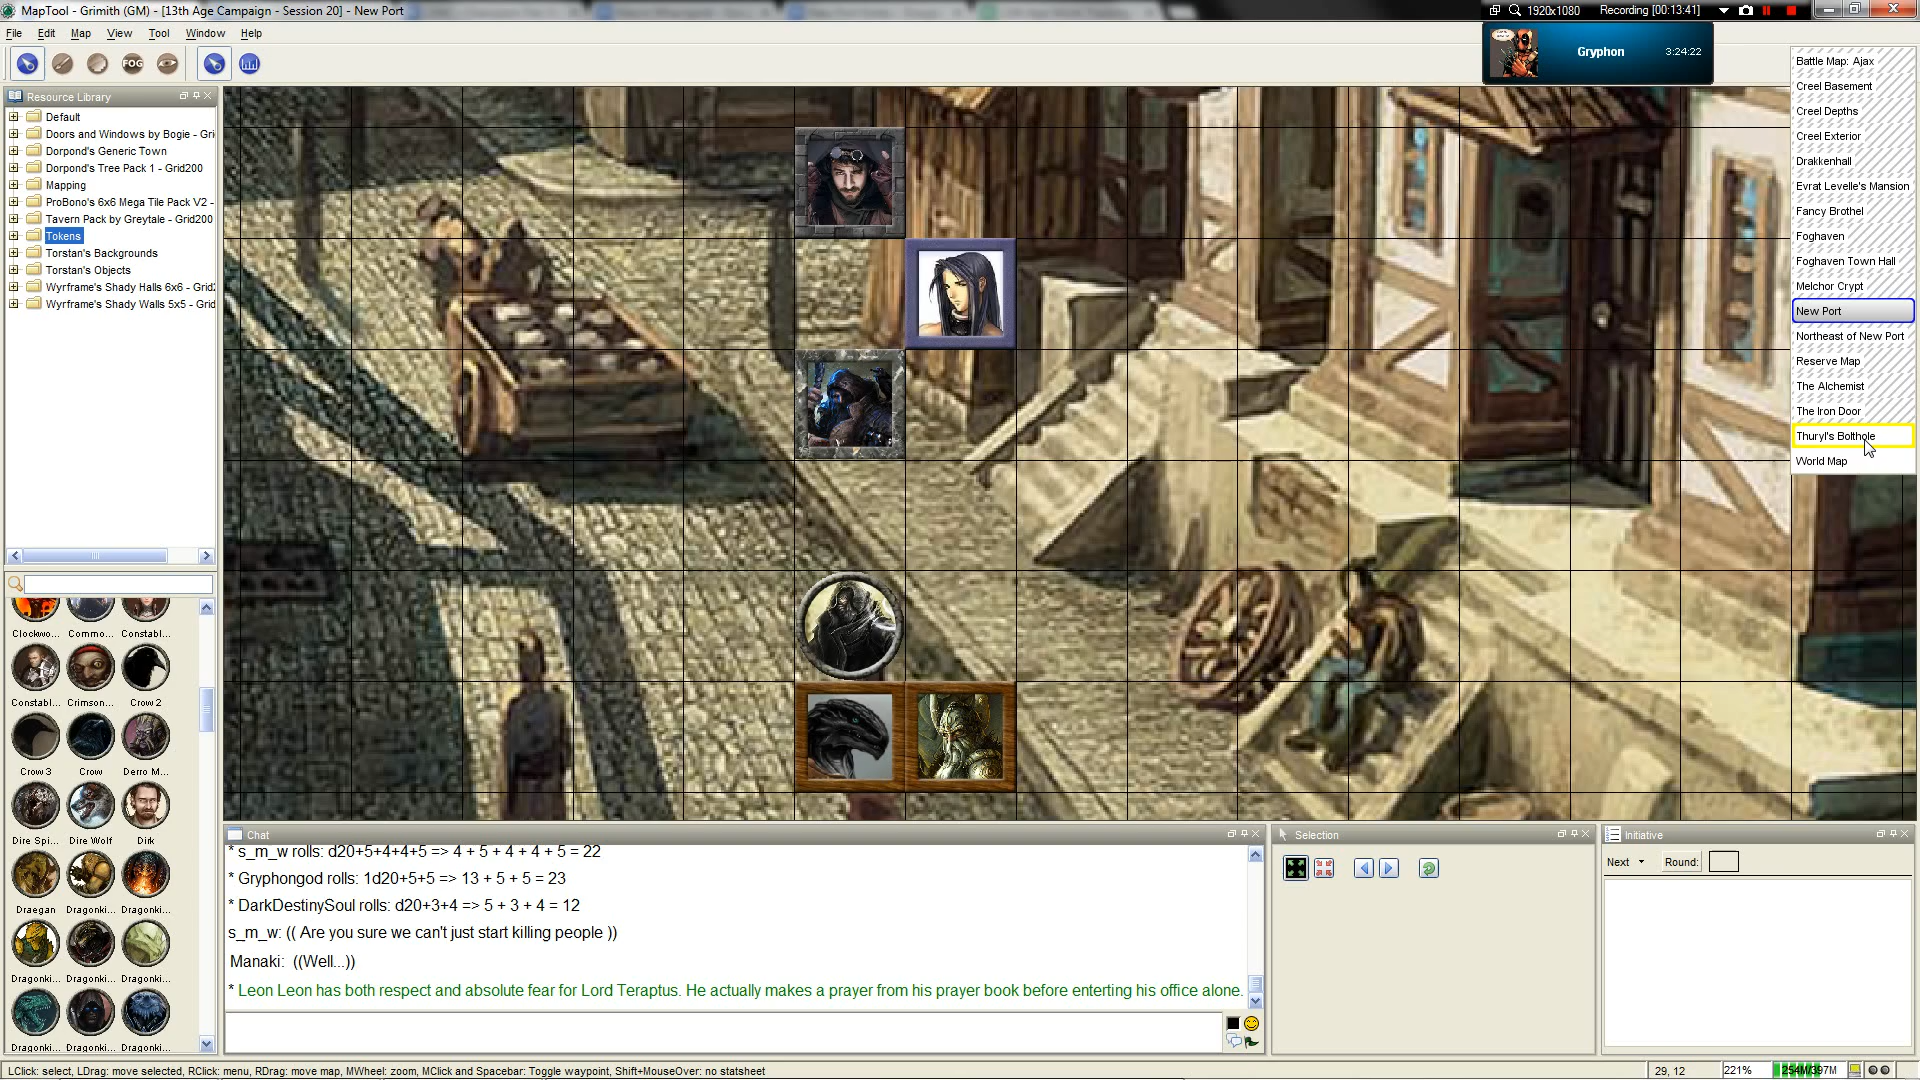 MapTool - Grimith (GM) - [13th Age Campaign - Session 20] - New Port
1920x1080
Recording [00:13:41]
File Edit Map View Tool Window Help
FOG
Gryphon
3:24:22
Resource Library
Default
Doors and Windows by Bogie - Gri
Dorpond's Generic Town
Dorpond's Tree Pack 1 - Grid200
Mapping
ProBono's 6x6 Mega Tile Pack V2 -
Tavern Pack by Greytale - Grid200
Tokens
Torstan's Backgrounds
Torstan's Objects
Wyrframe's Shady Halls 6x6 - Grid
Wyrframe's Shady Walls 5x5 - Grid
Clockwo... Commo... Constabl...
Constabl... Crimson... Crow 2
Crow 3 Crow Derro M...
Dire Spi... Dire Wolf Dirk
Draegan Dragonki... Dragonki...
Dragonki... Dragonki... Dragonki...
Dragonki... Dragonki... Dragonki...
Battle Map: Ajax
Creel Basement
Creel Depths
Creel Exterior
Drakkenhall
Evrat Levelle's Mansion
Fancy Brothel
Foghaven
Foghaven Town Hall
Melchor Crypt
New Port
Northeast of New Port
Reserve Map
The Alchemist
The Iron Door
Thuryl's Bolthole
World Map
Chat
* s_m_w rolls: d20+5+4+4+5 => 4 + 5 + 4 + 4 + 5 = 22
* Gryphongod rolls: 1d20+5+5 => 13 + 5 + 5 = 23
* DarkDestinySoul rolls: d20+3+4 => 5 + 3 + 4 = 12
s_m_w: (( Are you sure we can't just start killing people ))
Manaki: ((Well...))
* Leon Leon has both respect and absolute fear for Lord Teraptus. He actually makes a prayer from his prayer book before enterting his office alone.
Selection
Initiative
Next
Round:
LClick: select, LDrag: move selected, RClick: menu, RDrag: move map, MWheel: zoom, MClick and Spacebar: Toggle waypoint, Shift+MouseOver: no statsheet
29, 12
221%
254M/397M